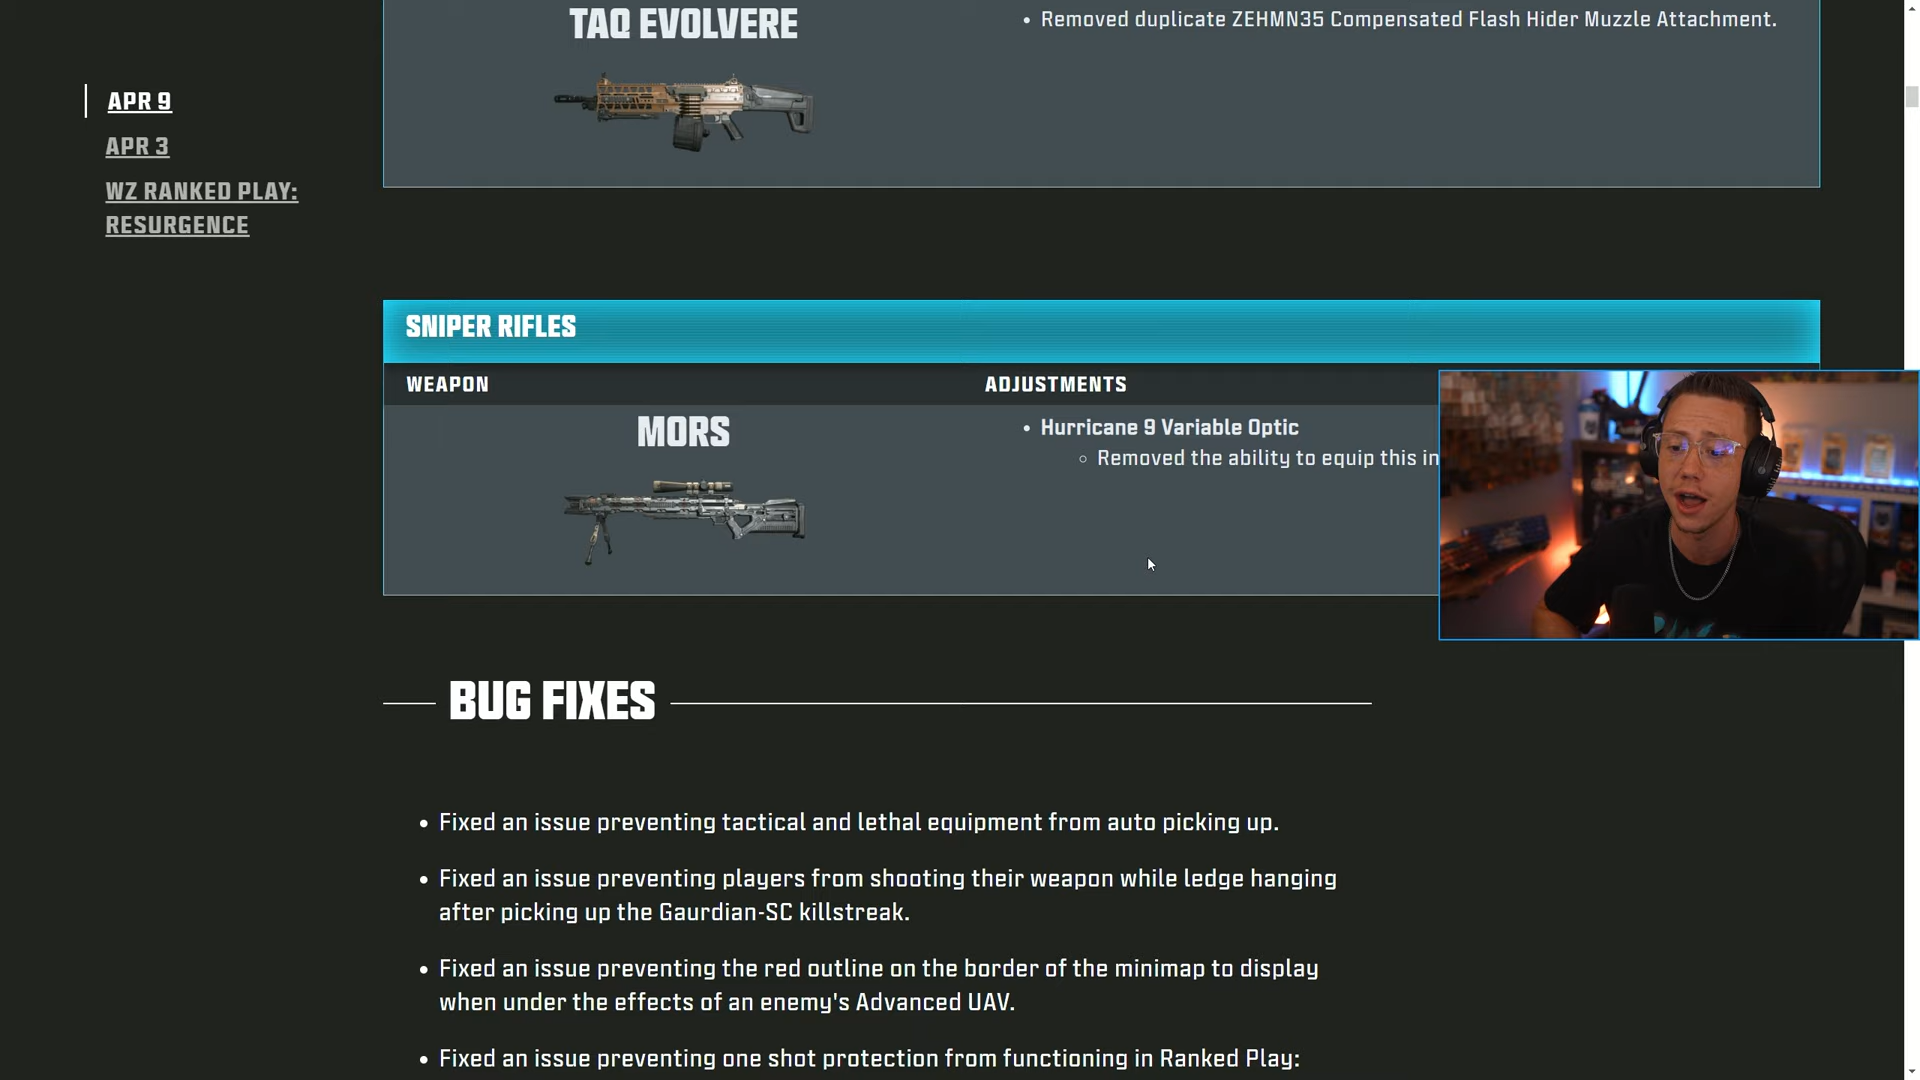 TAQ EVOLVERE
• Removed duplicate ZEHMN35 Compensated Flash Hider Muzzle Attachment.
APR 9
APR 3
WZ RANKED PLAY:
RESURGENCE
SNIPER RIFLES
WEAPON
ADJUSTMENTS
MORS
• Hurricane 9 Variable Optic
◦ Removed the ability to equip this in
BUG FIXES
• Fixed an issue preventing tactical and lethal equipment from auto picking up.
• Fixed an issue preventing players from shooting their weapon while ledge hanging
after picking up the Gaurdian-SC killstreak.
• Fixed an issue preventing the red outline on the border of the minimap to display
when under the effects of an enemy's Advanced UAV.
• Fixed an issue preventing one shot protection from functioning in Ranked Play: